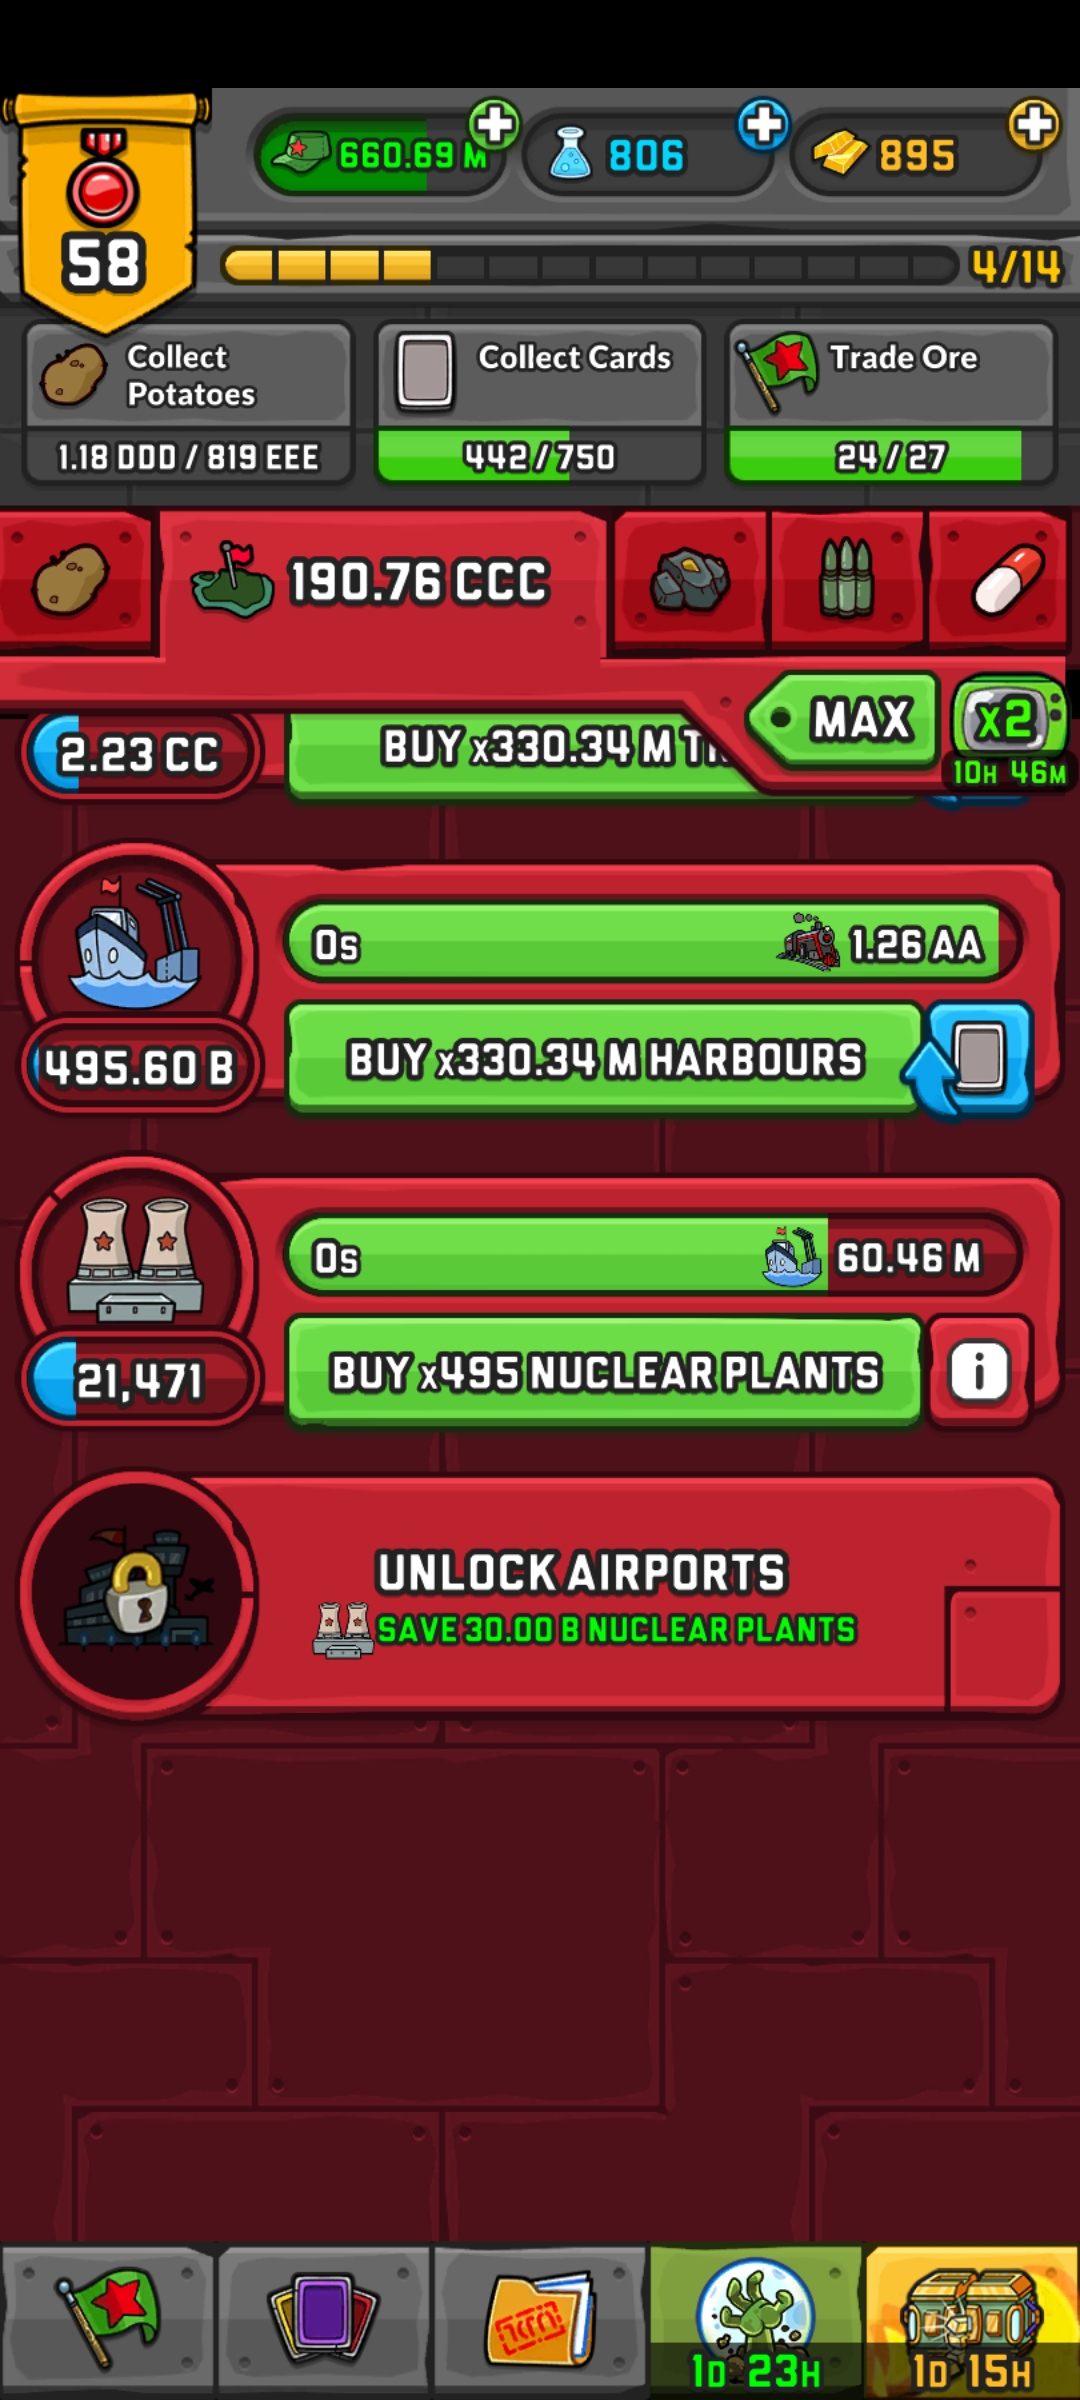 660.69 M
806
895
58
4/14
Collect
Potatoes
Collect Cards
Trade Ore
1.18 DDD / 819 EEE
442/750
24/27
190.76 CCC
MAX
x2
10H 46M
2.23 CC
BUY x330.34 M
0s
1.26 AA
495.60 B
BUY x330.34 M HARBOURS
0s
60.46 M
21,471
BUY x495 NUCLEAR PLANTS
i
UNLOCK AIRPORTS
SAVE 30.00 B NUCLEAR PLANTS
1D 23H
1D 15H